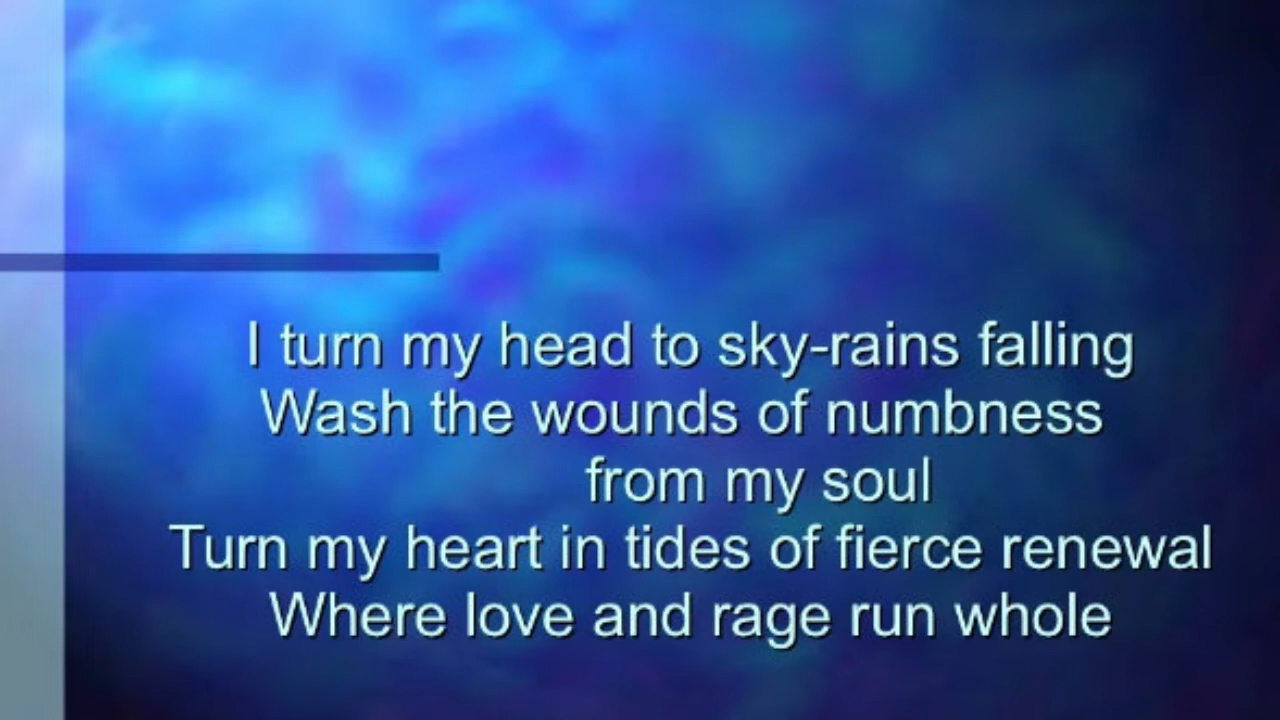 I turn my head to sky-rains falling
Wash the wounds of numbness
from my soul
Turn my heart in tides of fierce renewal
Where love and rage run whole